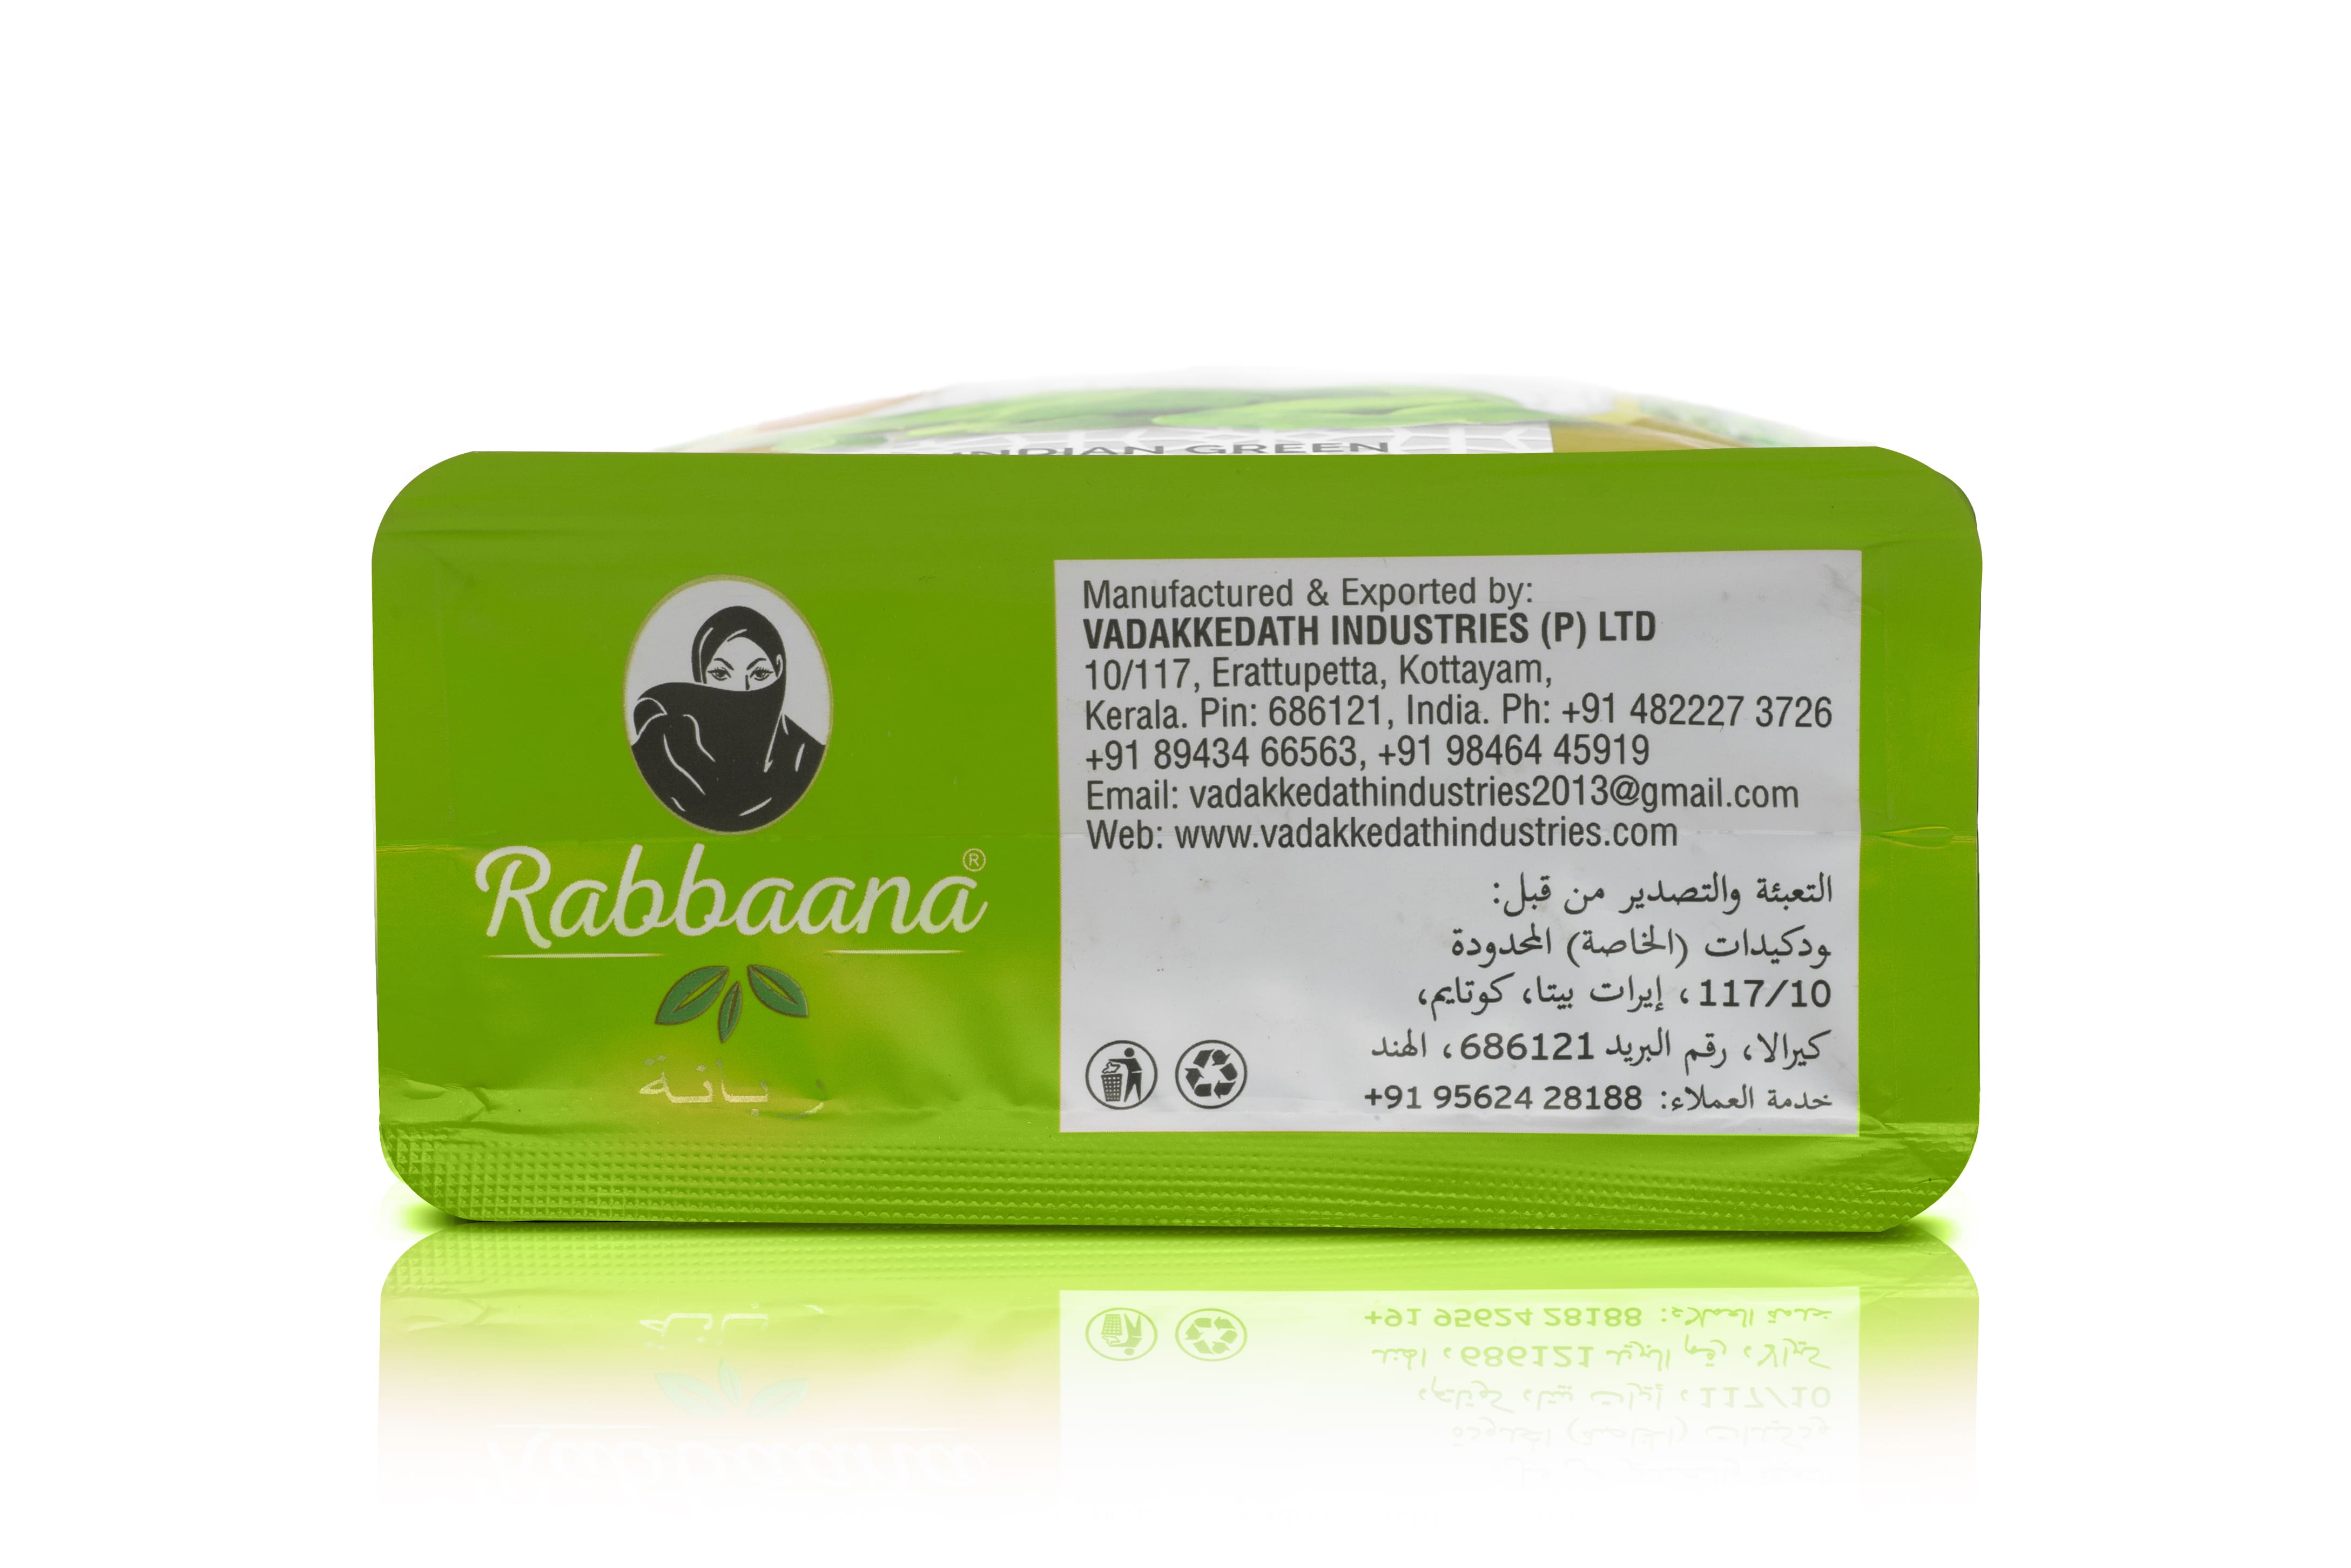 INDIAN GREEN
Rabbaana®
ربانة
Manufactured & Exported by:
VADAKKEDATH INDUSTRIES (P) LTD
10/117, Erattupetta, Kottayam,
Kerala. Pin: 686121, India. Ph: +91 482227 3726
+91 89434 66563, +91 98464 45919
Email: vadakkedathindustries2013@gmail.com
Web: www.vadakkedathindustries.com
التعبئة والتصدير من قبل:
ودكيدات (الخاصة) المحدودة
117/10، إيرات بيتا، كوتايم،
كيرالا، رقم البريد 686121، الهند
خدمة العملاء: 28188 95624 91+